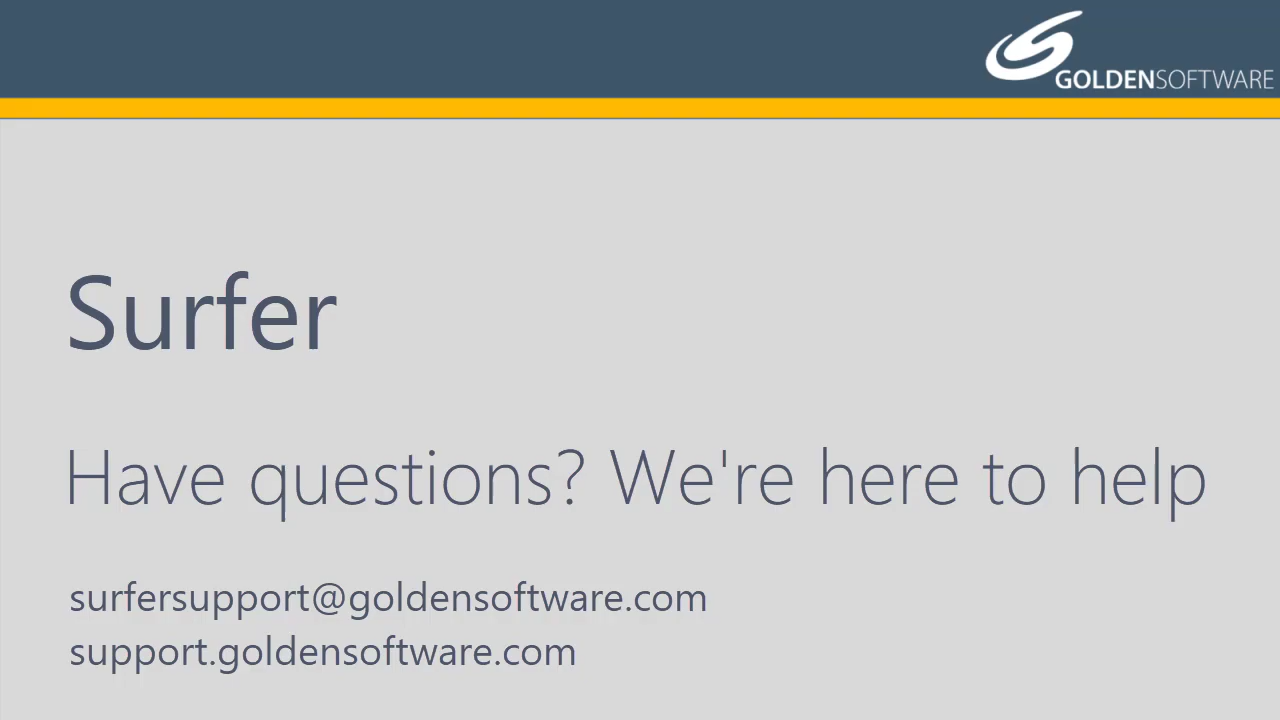 GOLDENSOFTWARE
Surfer
Have questions? We're here to help
surfersupport@goldensoftware.com
support.goldensoftware.com